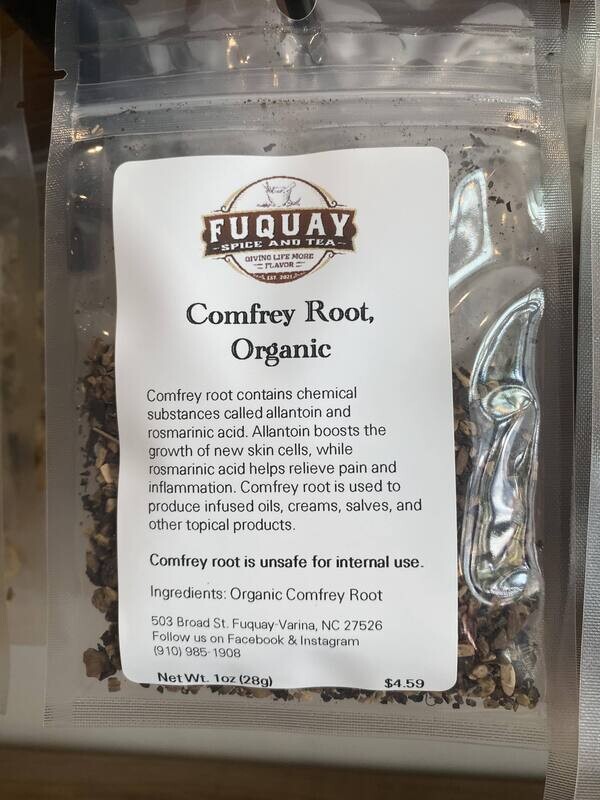 FUQUAY
SPICE AND TEA
GIVING LIFE MORE
FLAVOR
EST. 2021
Comfrey Root,
Organic
Comfrey root contains chemical
substances called allantoin and
rosmarinic acid. Allantoin boosts the
growth of new skin cells, while
rosmarinic acid helps relieve pain and
inflammation. Comfrey root is used to
produce infused oils, creams, salves, and
other topical products.
Comfrey root is unsafe for internal use.
Ingredients: Organic Comfrey Root
503 Broad St. Fuquay-Varina, NC 27526
Follow us on Facebook & Instagram
(910) 985-1908
Net Wt. 1oz (28g) $4.59